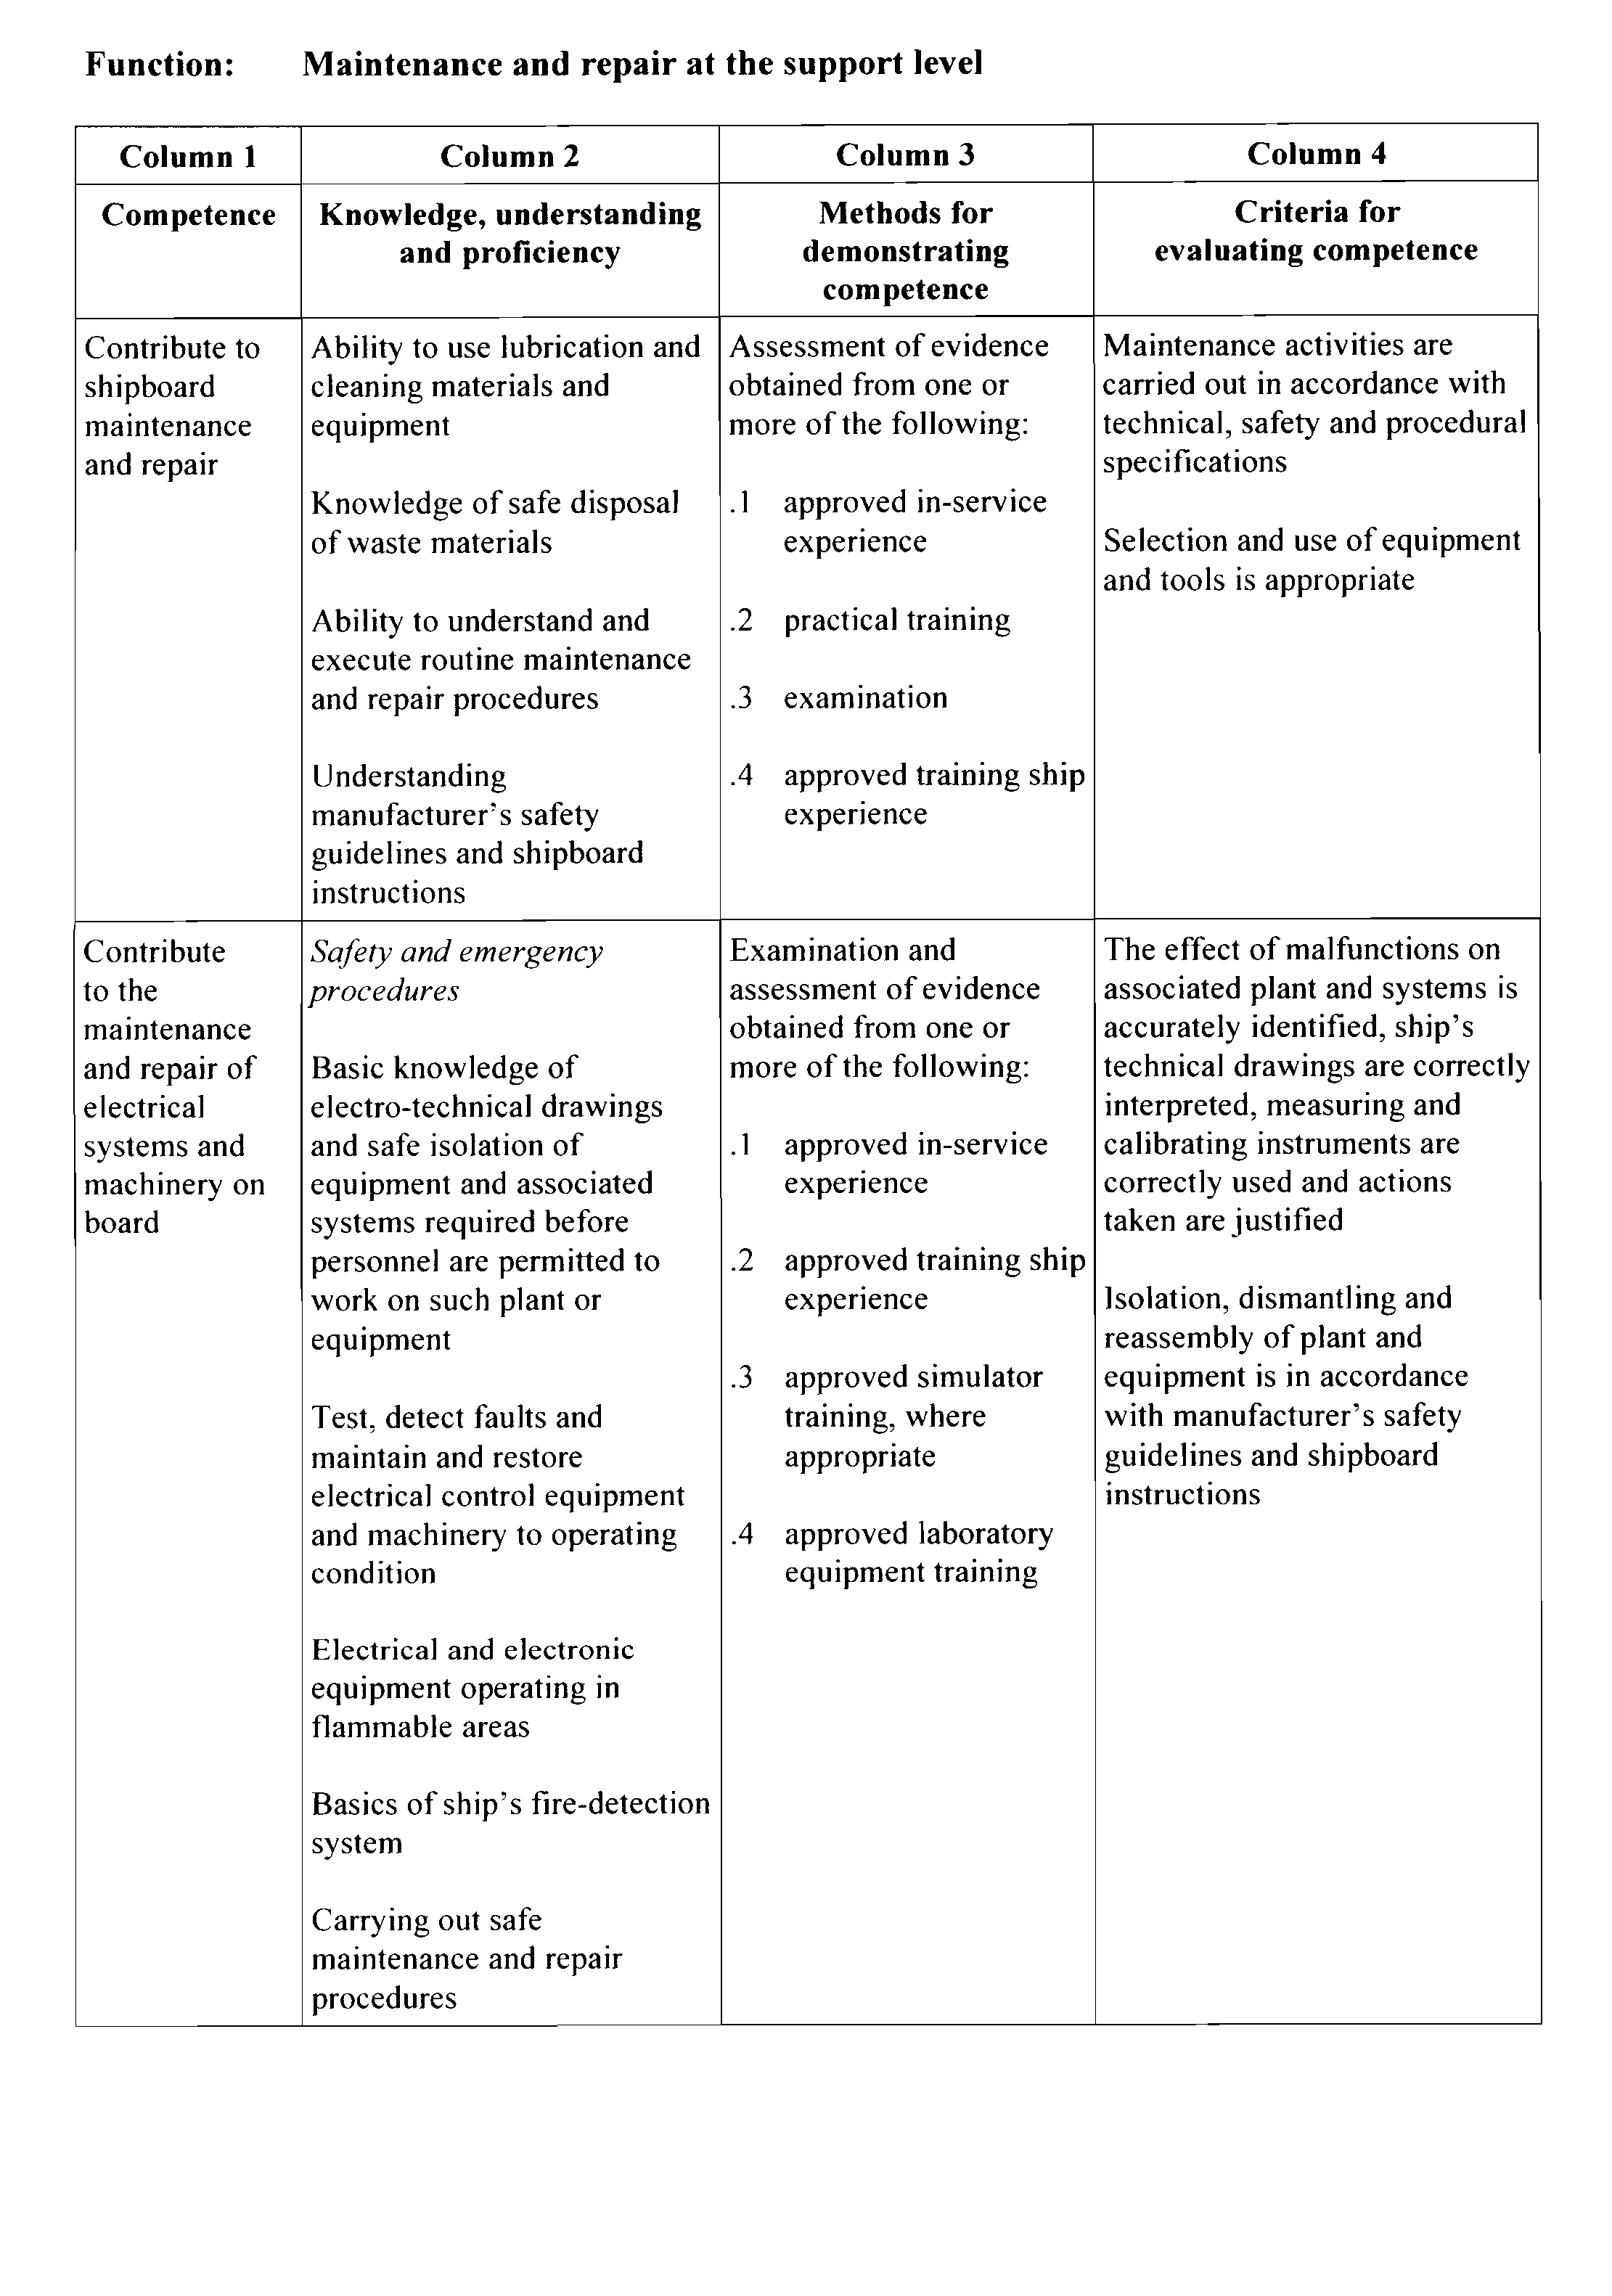 Function: Maintenance and repair at the support level
Column 1
Column 2
Column 3
Column 4
Competence
Knowledge, understanding
and proficiency
Methods for
demonstrating
competence
Criteria for
evaluating competence
Contribute to
shipboard
maintenance
and repair
Ability to use lubrication and
cleaning materials and
equipment
Knowledge of safe disposal
of waste materials
Ability to understand and
execute routine maintenance
and repair procedures
Understanding
manufacturer's safety
guidelines and shipboard
instructions
Assessment of evidence
obtained from one or
more of the following:
.1 approved in-service
experience
.2 practical training
.3 examination
.4 approved training ship
experience
Maintenance activities are
carried out in accordance with
technical, safety and procedural
specifications
Selection and use of equipment
and tools is appropriate
Contribute
to the
maintenance
and repair of
electrical
systems and
machinery on
board
Safety and emergency
procedures
Basic knowledge of
electro-technical drawings
and safe isolation of
equipment and associated
systems required before
personnel are permitted to
work on such plant or
equipment
Test, detect faults and
maintain and restore
electrical control equipment
and machinery to operating
condition
Electrical and electronic
equipment operating in
flammable areas
Basics of ship's fire-detection
system
Carrying out safe
maintenance and repair
procedures
Examination and
assessment of evidence
obtained from one or
more of the following:
.1 approved in-service
experience
.2 approved training ship
experience
.3 approved simulator
training, where
appropriate
.4 approved laboratory
equipment training
The effect of malfunctions on
associated plant and systems is
accurately identified, ship's
technical drawings are correctly
interpreted, measuring and
calibrating instruments are
correctly used and actions
taken are justified
Isolation, dismantling and
reassembly of plant and
equipment is in accordance
with manufacturer's safety
guidelines and shipboard
instructions